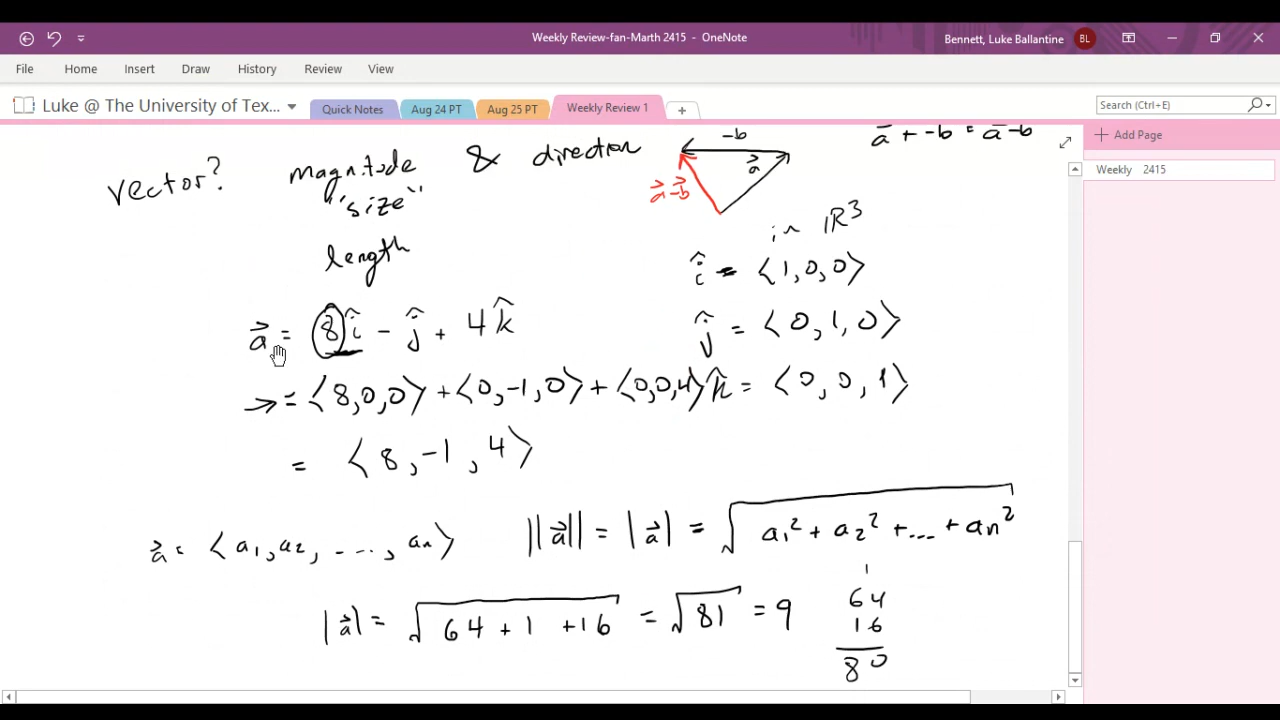 Weekly Review-fan-Marth 2415 - OneNote
Bennett, Luke Ballantine
BL
File Home Insert Draw History Review View
Luke @ The University of Tex...
Quick Notes
Aug 24 PT
Aug 25 PT
Weekly Review 1
+
Search (Ctrl+E)
Add Page
Weekly 2415
-b
a⃗ + -b = a⃗-b
vector? magnitude & direction
"size"
a⃗
a⃗-b⃗
length
in ℝ3
î = ⟨1,0,0⟩
a⃗ = 8î - ĵ + 4k̂
ĵ = ⟨0,1,0⟩
→ = ⟨8,0,0⟩ + ⟨0,-1,0⟩ + ⟨0,0,4⟩
k̂ = ⟨0,0,1⟩
= ⟨8,-1,4⟩
a⃗ = ⟨a1,a2,.....,an⟩
||a⃗|| = |a⃗| = √a1² + a2² + ... + an²
|a⃗| = √64 + 1 + 16 = √81 = 9
1
64
16
80